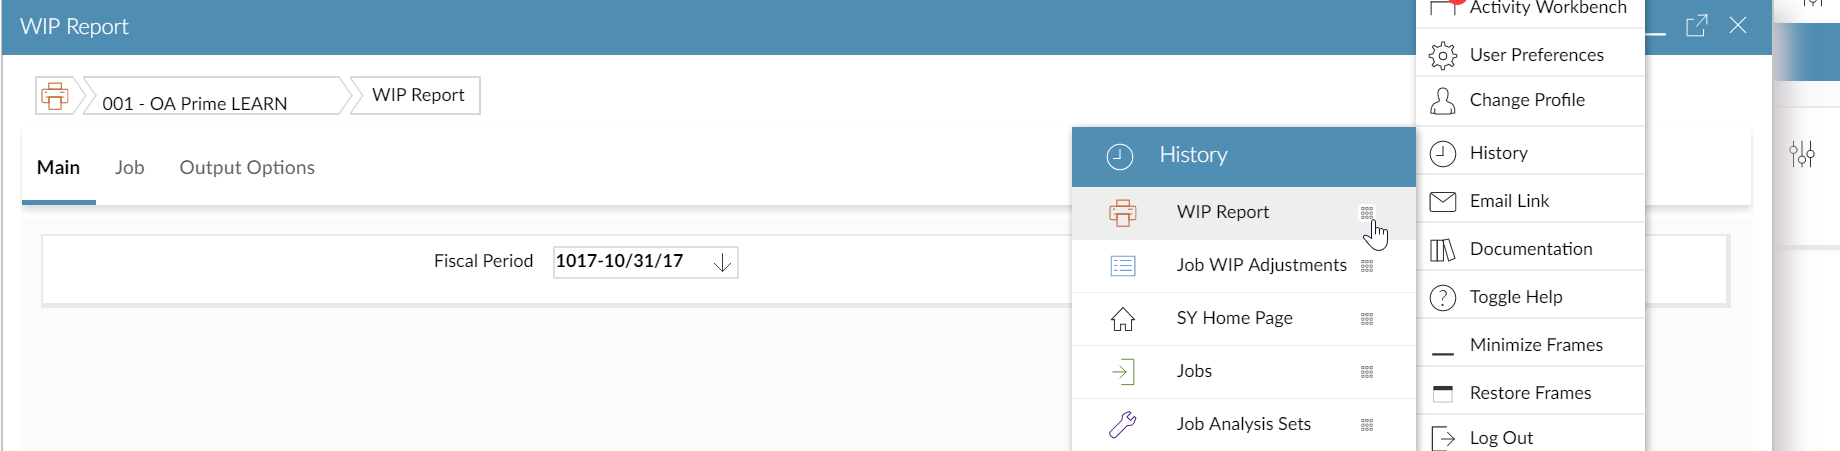 WIP Report
001 - OA Prime LEARN
WIP Report
Main
Job
Output Options
Fiscal Period
1017-10/31/17
History
WIP Report
Job WIP Adjustments
SY Home Page
Jobs
Job Analysis Sets
Activity Workbench
User Preferences
Change Profile
History
Email Link
Documentation
Toggle Help
Minimize Frames
Restore Frames
Log Out